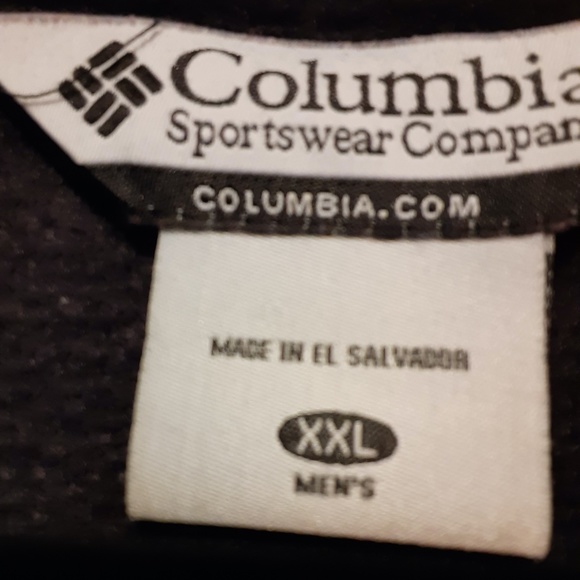 Columbia
Sportswear Compan
COLUMBIA.COM
MADE IN EL SALVADOR
XXL
MEN'S